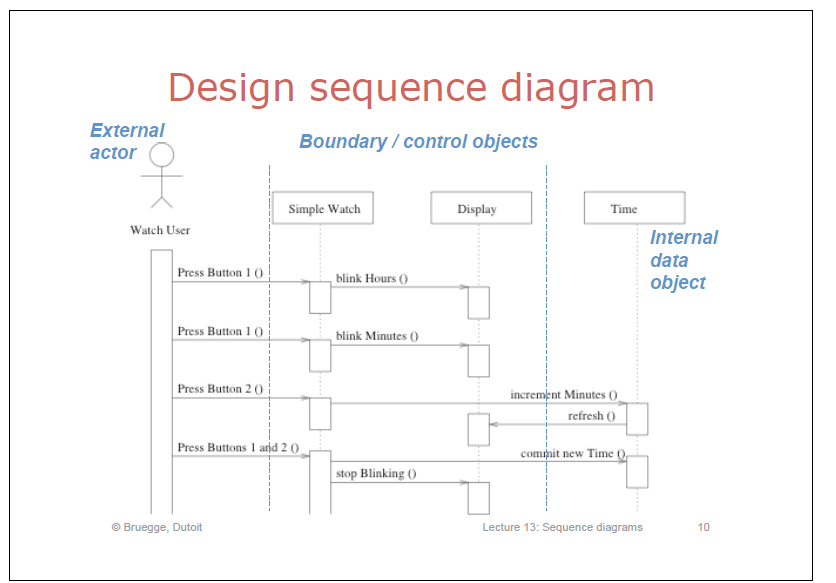 Design sequence diagram
External
actor
Boundary / control objects
Simple Watch
Display
Time
Watch User
Internal
data
object
Press Button 1 ()
blink Hours ()
Press Button 1 ()
blink Minutes ()
Press Button 2 ()
increment Minutes ()
refresh ()
Press Buttons 1 and 2 ()
commit new Time ()
stop Blinking ()
© Bruegge, Dutoit
Lecture 13: Sequence diagrams
10